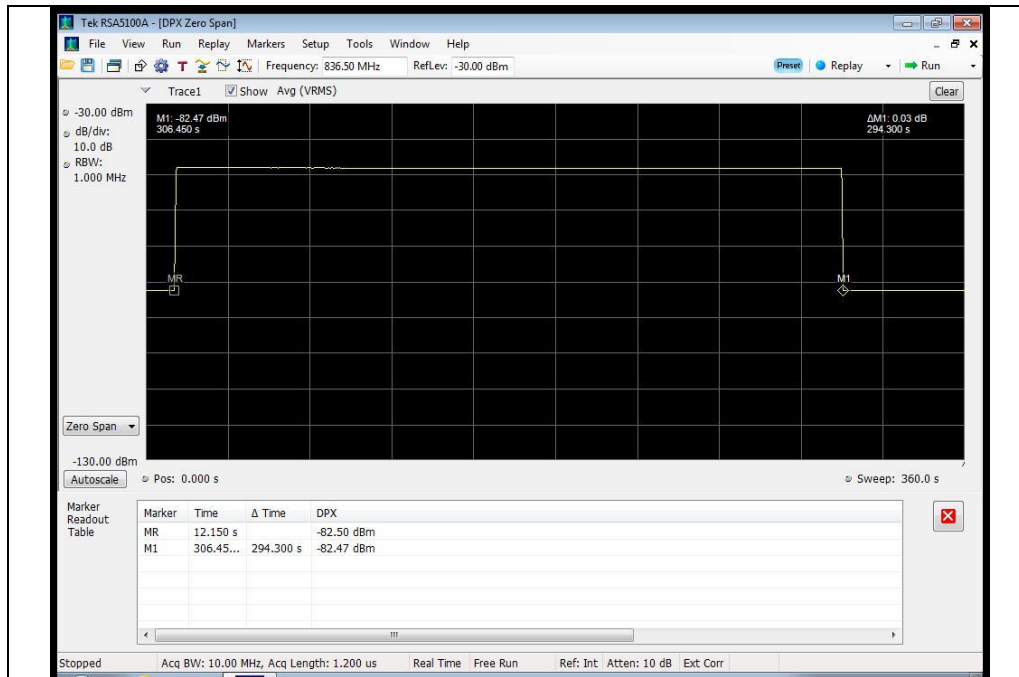 Tek RSA5100A - [DPX Zero Span]
File View Run Replay Markers Setup Tools Window Help
T Frequency: 836.50 MHz RefLev: -30.00 dBm Preset Replay Run
Trace1 Show Avg (VRMS) Clear
-30.00 dBm
dB/div:
10.0 dB
RBW:
1.000 MHz
M1: -82.47 dBm
306.450 s
ΔM1: 0.03 dB
294.300 s
MR
M1
Zero Span
-130.00 dBm
Autoscale Pos: 0.000 s Sweep: 360.0 s
Marker
Readout
Table
Marker Time Δ Time DPX
MR 12.150 s -82.50 dBm
M1 306.45... 294.300 s -82.47 dBm
Stopped Acq BW: 10.00 MHz, Acq Length: 1.200 us Real Time Free Run Ref: Int Atten: 10 dB Ext Corr